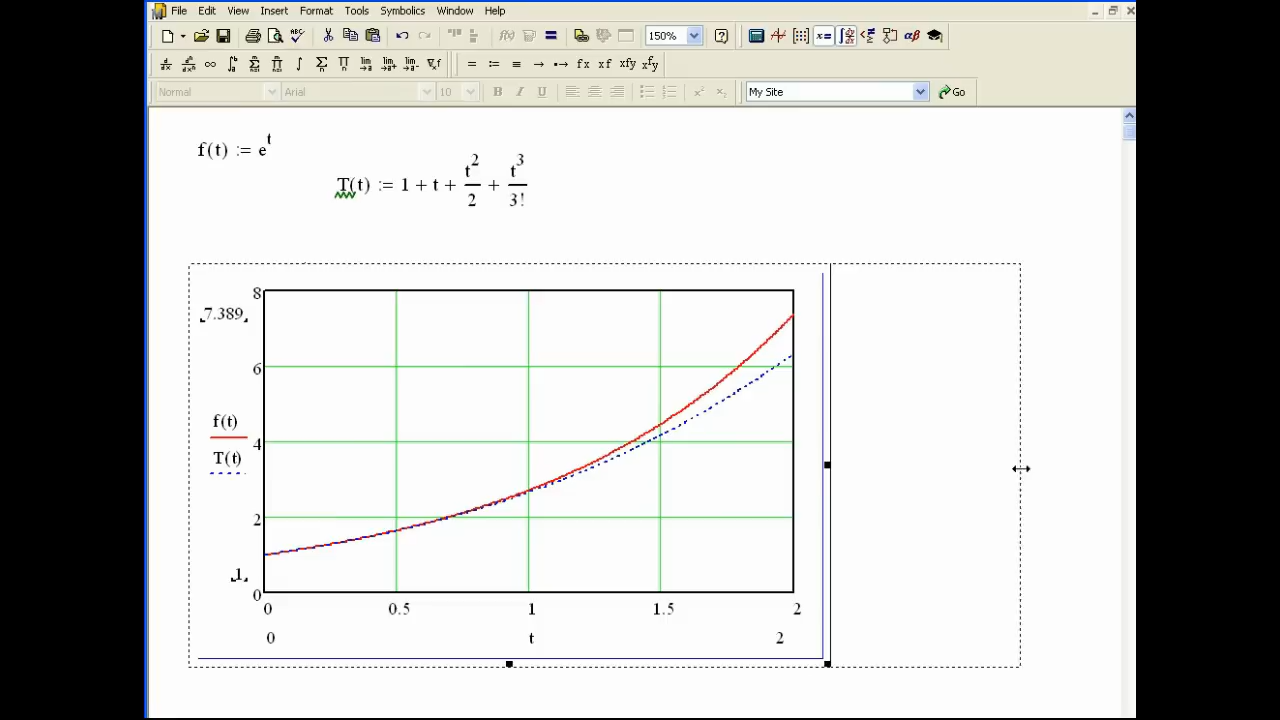 File Edit View Insert Format Tools Symbolics Window Help
150%
Normal Arial 10 B I U My Site Go
f(t) := e^t
T(t) := 1 + t + t^2/2 + t^3/3!
8
7.389
6
f(t)
4
T(t)
2
1
0
0 0.5 1 1.5 2
0 t 2